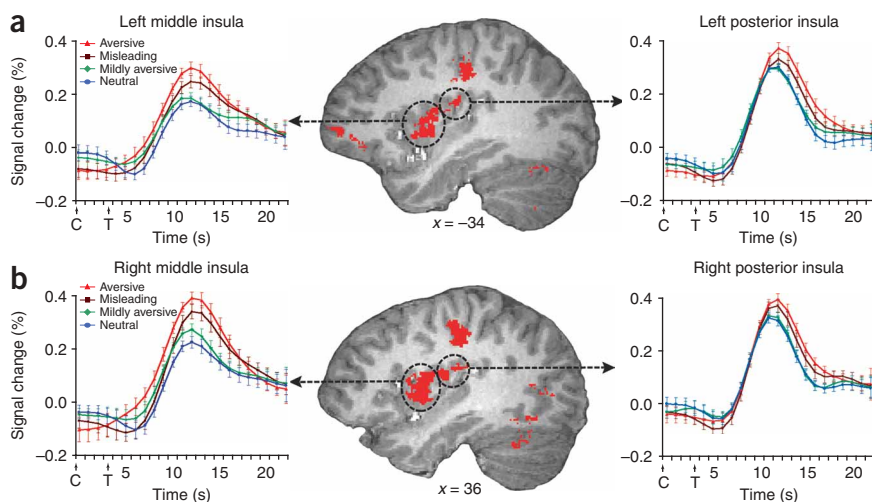 a
Left middle insula
Left posterior insula
Signal change (%)
0.4
0.2
0.0
–0.2
Aversive
Misleading
Mildly aversive
Neutral
0.4
0.2
0.0
–0.2
C T 5 10 15 20
Time (s)
x = –34
C T 5 10 15 20
Time (s)
b
Right middle insula
Right posterior insula
Signal change (%)
0.4
0.2
0.0
–0.2
Aversive
Misleading
Mildly aversive
Neutral
0.4
0.2
0.0
–0.2
C T 5 10 15 20
Time (s)
x = 36
C T 5 10 15 20
Time (s)